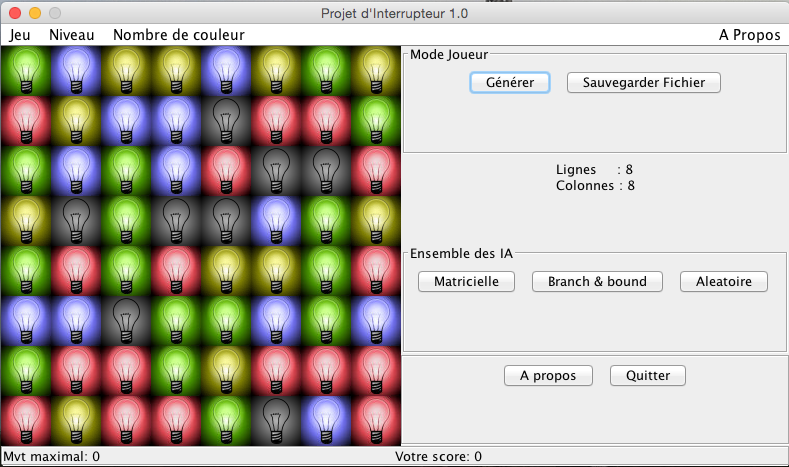 Projet d'Interrupteur 1.0
Jeu Niveau Nombre de couleur A Propos
Mode Joueur
Générer Sauvegarder Fichier
Lignes : 8
Colonnes : 8
Ensemble des IA
Matricielle Branch & bound Aleatoire
A propos Quitter
Mvt maximal: 0 Votre score: 0